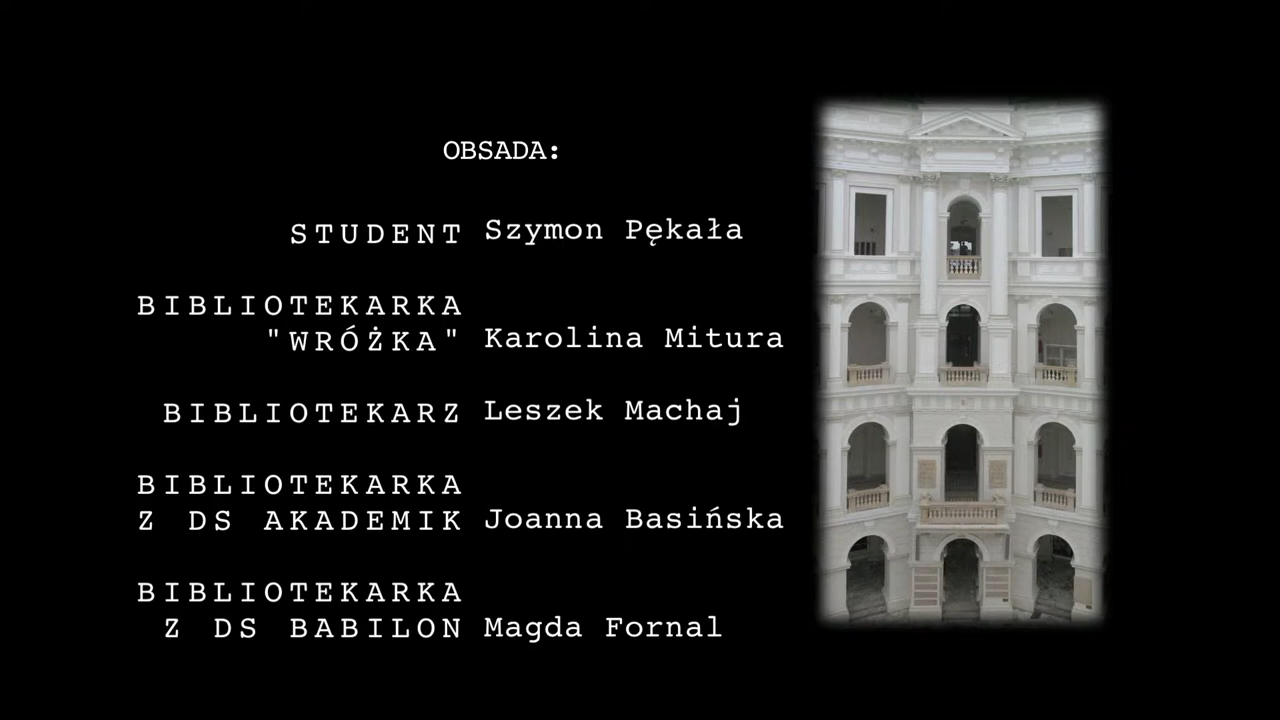 OBSADA:
STUDENT Szymon Pękała
BIBLIOTEKARKA
"WRÓŻKA" Karolina Mitura
BIBLIOTEKARZ Leszek Machaj
BIBLIOTEKARKA
Z DS AKADEMIK Joanna Basińska
BIBLIOTEKARKA
Z DS BABILON Magda Fornal